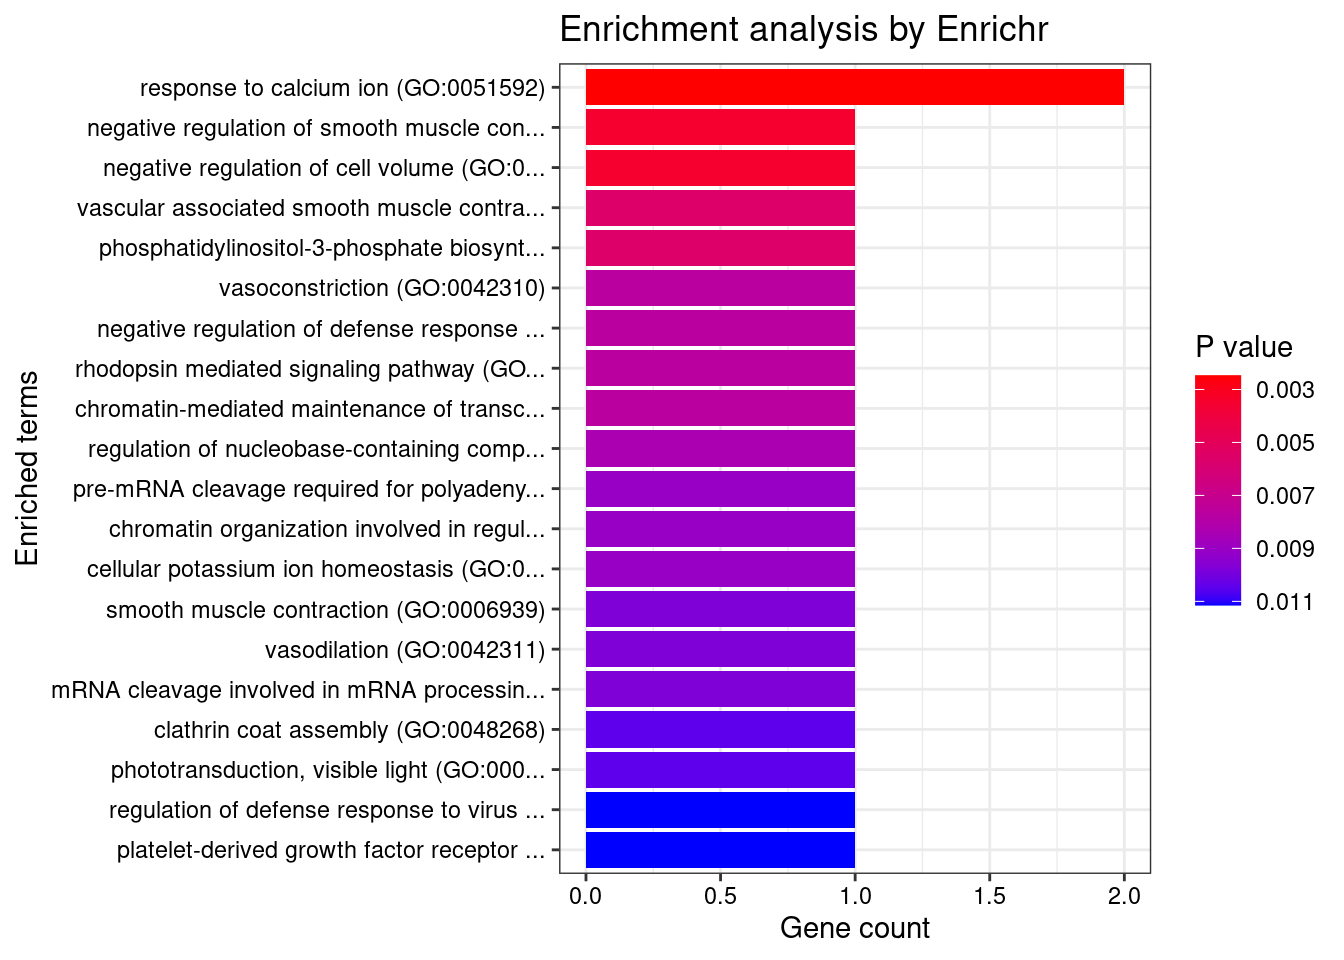 Enrichment analysis by Enrichr
response to calcium ion (GO:0051592)
negative regulation of smooth muscle con...
negative regulation of cell volume (GO:0...
vascular associated smooth muscle contra...
phosphatidylinositol-3-phosphate biosynt...
vasoconstriction (GO:0042310)
negative regulation of defense response ...
rhodopsin mediated signaling pathway (GO...
chromatin-mediated maintenance of transc...
regulation of nucleobase-containing comp...
pre-mRNA cleavage required for polyadeny...
chromatin organization involved in regul...
cellular potassium ion homeostasis (GO:0...
smooth muscle contraction (GO:0006939)
vasodilation (GO:0042311)
mRNA cleavage involved in mRNA processin...
clathrin coat assembly (GO:0048268)
phototransduction, visible light (GO:000...
regulation of defense response to virus ...
platelet-derived growth factor receptor ...
Enriched terms
0.0 0.5 1.0 1.5 2.0
Gene count
P value
0.003
0.005
0.007
0.009
0.011